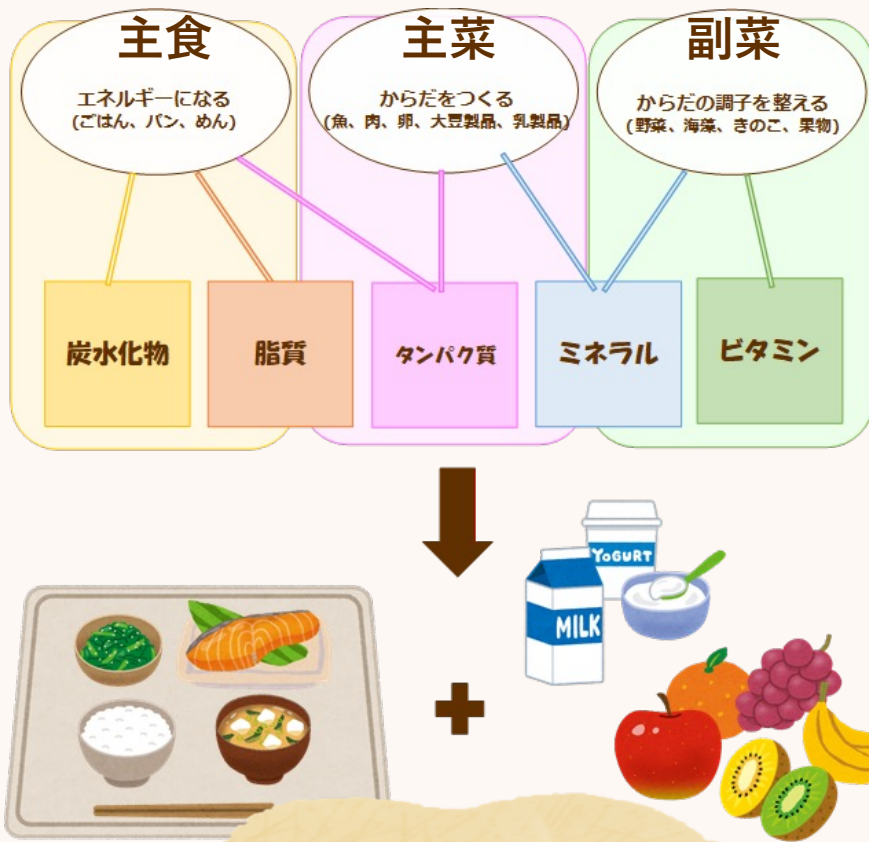 主食
エネルギーになる
(ごはん、パン、めん)
主菜
からだをつくる
(魚、肉、卵、大豆製品、乳製品)
副菜
からだの調子を整える
(野菜、海藻、きのこ、果物)
炭水化物
脂質
タンパク質
ミネラル
ビタミン
YOGURT
MILK